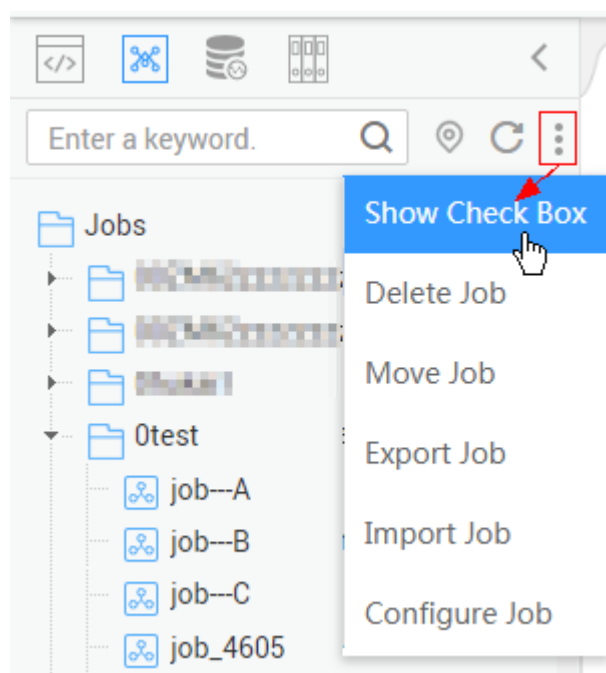 </>
Enter a keyword.
Show Check Box
Jobs
Delete Job
Move Job
0test
Export Job
job---A
job---B
Import Job
job---C
Configure Job
job_4605